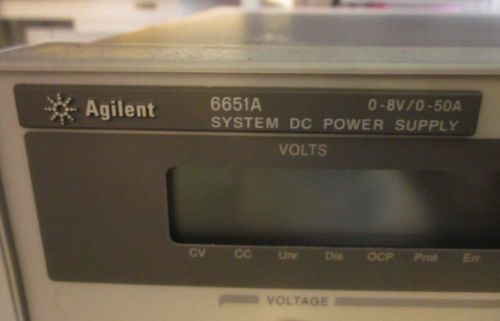 Agilent 6651A 0-8V/0-50A
SYSTEM DC POWER SUPPLY
VOLTS
CV CC Unr Dis OCP Prot Err
VOLTAGE